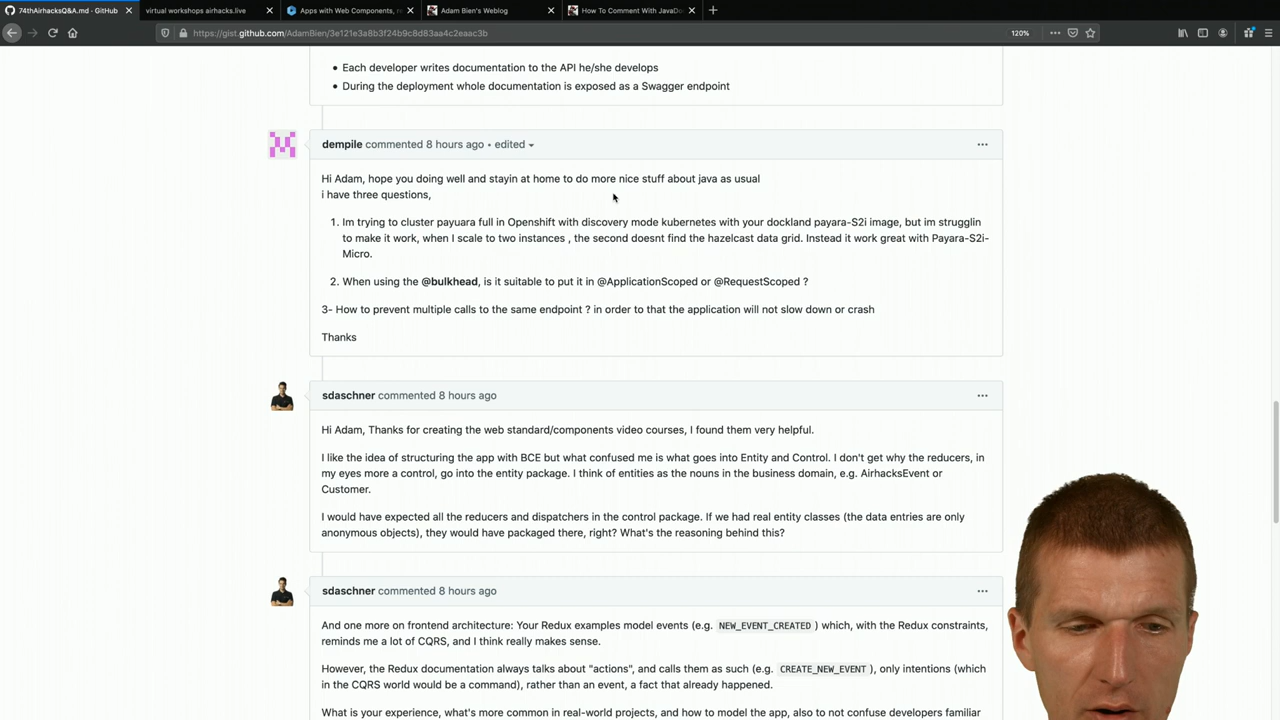 74thAirhacksQ&A.md · GitHub
virtual workshops airhacks.live
Apps with Web Components, re
Adam Bien's Weblog
How To Comment With JavaDo
https://gist.github.com/AdamBien/3e121e3a8b3f24b9c8d83aa4c2eaac3b
120%
Each developer writes documentation to the API he/she develops
During the deployment whole documentation is exposed as a Swagger endpoint
dempile commented 8 hours ago • edited
Hi Adam, hope you doing well and stayin at home to do more nice stuff about java as usual
i have three questions,
1. Im trying to cluster payuara full in Openshift with discovery mode kubernetes with your dockland payara-S2i image, but im strugglin
to make it work, when I scale to two instances , the second doesnt find the hazelcast data grid. Instead it work great with Payara-S2i-
Micro.
2. When using the @bulkhead, is it suitable to put it in @ApplicationScoped or @RequestScoped ?
3- How to prevent multiple calls to the same endpoint ? in order to that the application will not slow down or crash
Thanks
sdaschner commented 8 hours ago
Hi Adam, Thanks for creating the web standard/components video courses, I found them very helpful.
I like the idea of structuring the app with BCE but what confused me is what goes into Entity and Control. I don't get why the reducers, in
my eyes more a control, go into the entity package. I think of entities as the nouns in the business domain, e.g. AirhacksEvent or
Customer.
I would have expected all the reducers and dispatchers in the control package. If we had real entity classes (the data entries are only
anonymous objects), they would have packaged there, right? What's the reasoning behind this?
sdaschner commented 8 hours ago
And one more on frontend architecture: Your Redux examples model events (e.g. NEW_EVENT_CREATED ) which, with the Redux constraints,
reminds me a lot of CQRS, and I think really makes sense.
However, the Redux documentation always talks about "actions", and calls them as such (e.g. CREATE_NEW_EVENT ), only intentions (which
in the CQRS world would be a command), rather than an event, a fact that already happened.
What is your experience, what's more common in real-world projects, and how to model the app, also to not confuse developers familiar